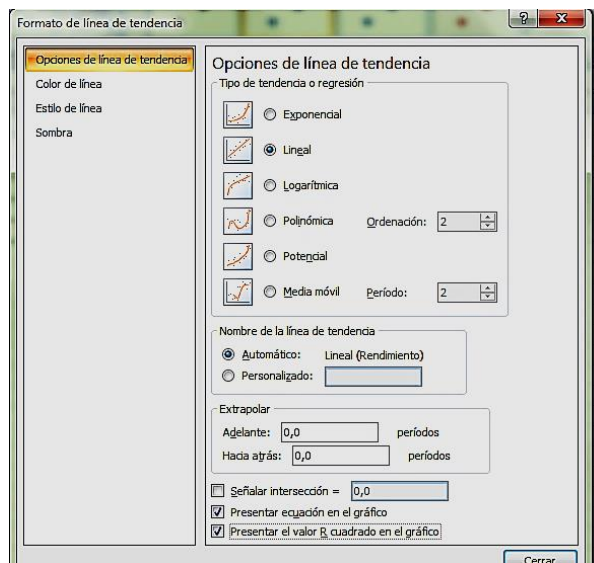 Formato de línea de tendencia
Opciones de línea de tendencia
Color de línea
Estilo de línea
Sombra
Opciones de línea de tendencia
Tipo de tendencia o regresión
Exponencial
Lineal
Logarítmica
Polinómica Ordenación: 2
Potencial
Media móvil Período: 2
Nombre de la línea de tendencia
Automático: Lineal (Rendimiento)
Personalizado:
Extrapolar
Adelante: 0,0 períodos
Hacia atrás: 0,0 períodos
Señalar intersección = 0,0
Presentar ecuación en el gráfico
Presentar el valor R cuadrado en el gráfico
Cerrar